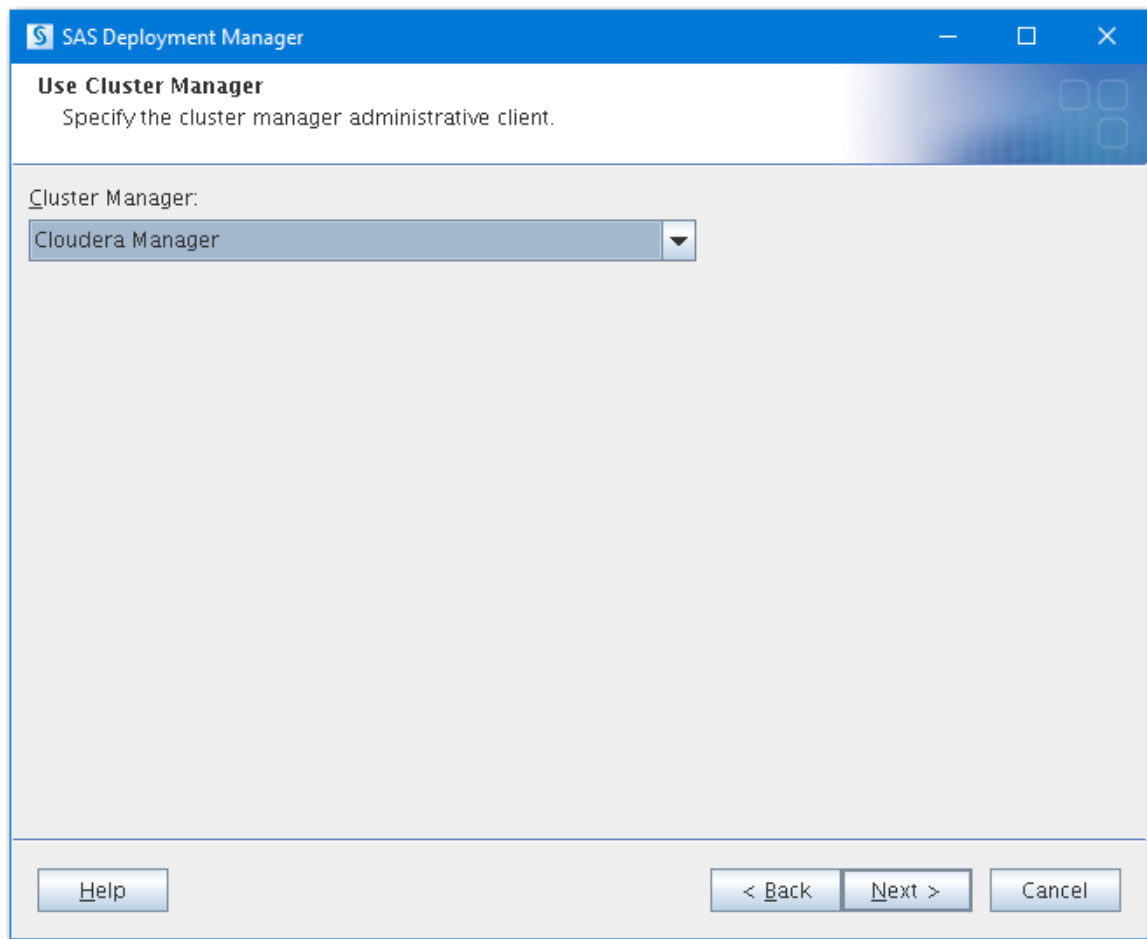 SAS Deployment Manager
Use Cluster Manager
Specify the cluster manager administrative client.
Cluster Manager:
Cloudera Manager
Help
< Back
Next >
Cancel